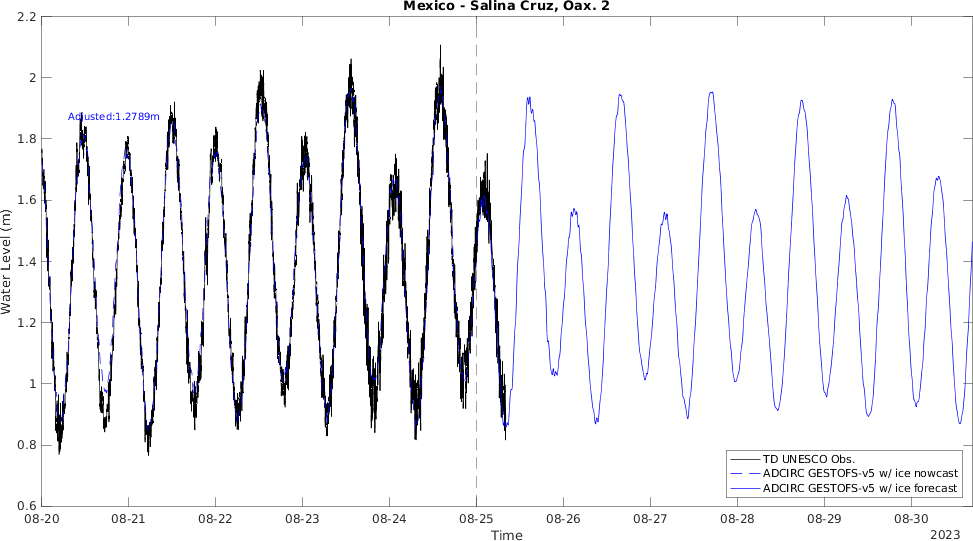 Mexico - Salina Cruz, Oax. 2
2.2
2
1.8
1.6
1.4
1.2
1
0.8
0.6
Water Level (m)
Adjusted:1.2789m
TD UNESCO Obs.
ADCIRC GESTOFS-v5 w/ ice nowcast
ADCIRC GESTOFS-v5 w/ ice forecast
08-20 08-21 08-22 08-23 08-24 08-25 08-26 08-27 08-28 08-29 08-30
Time
2023